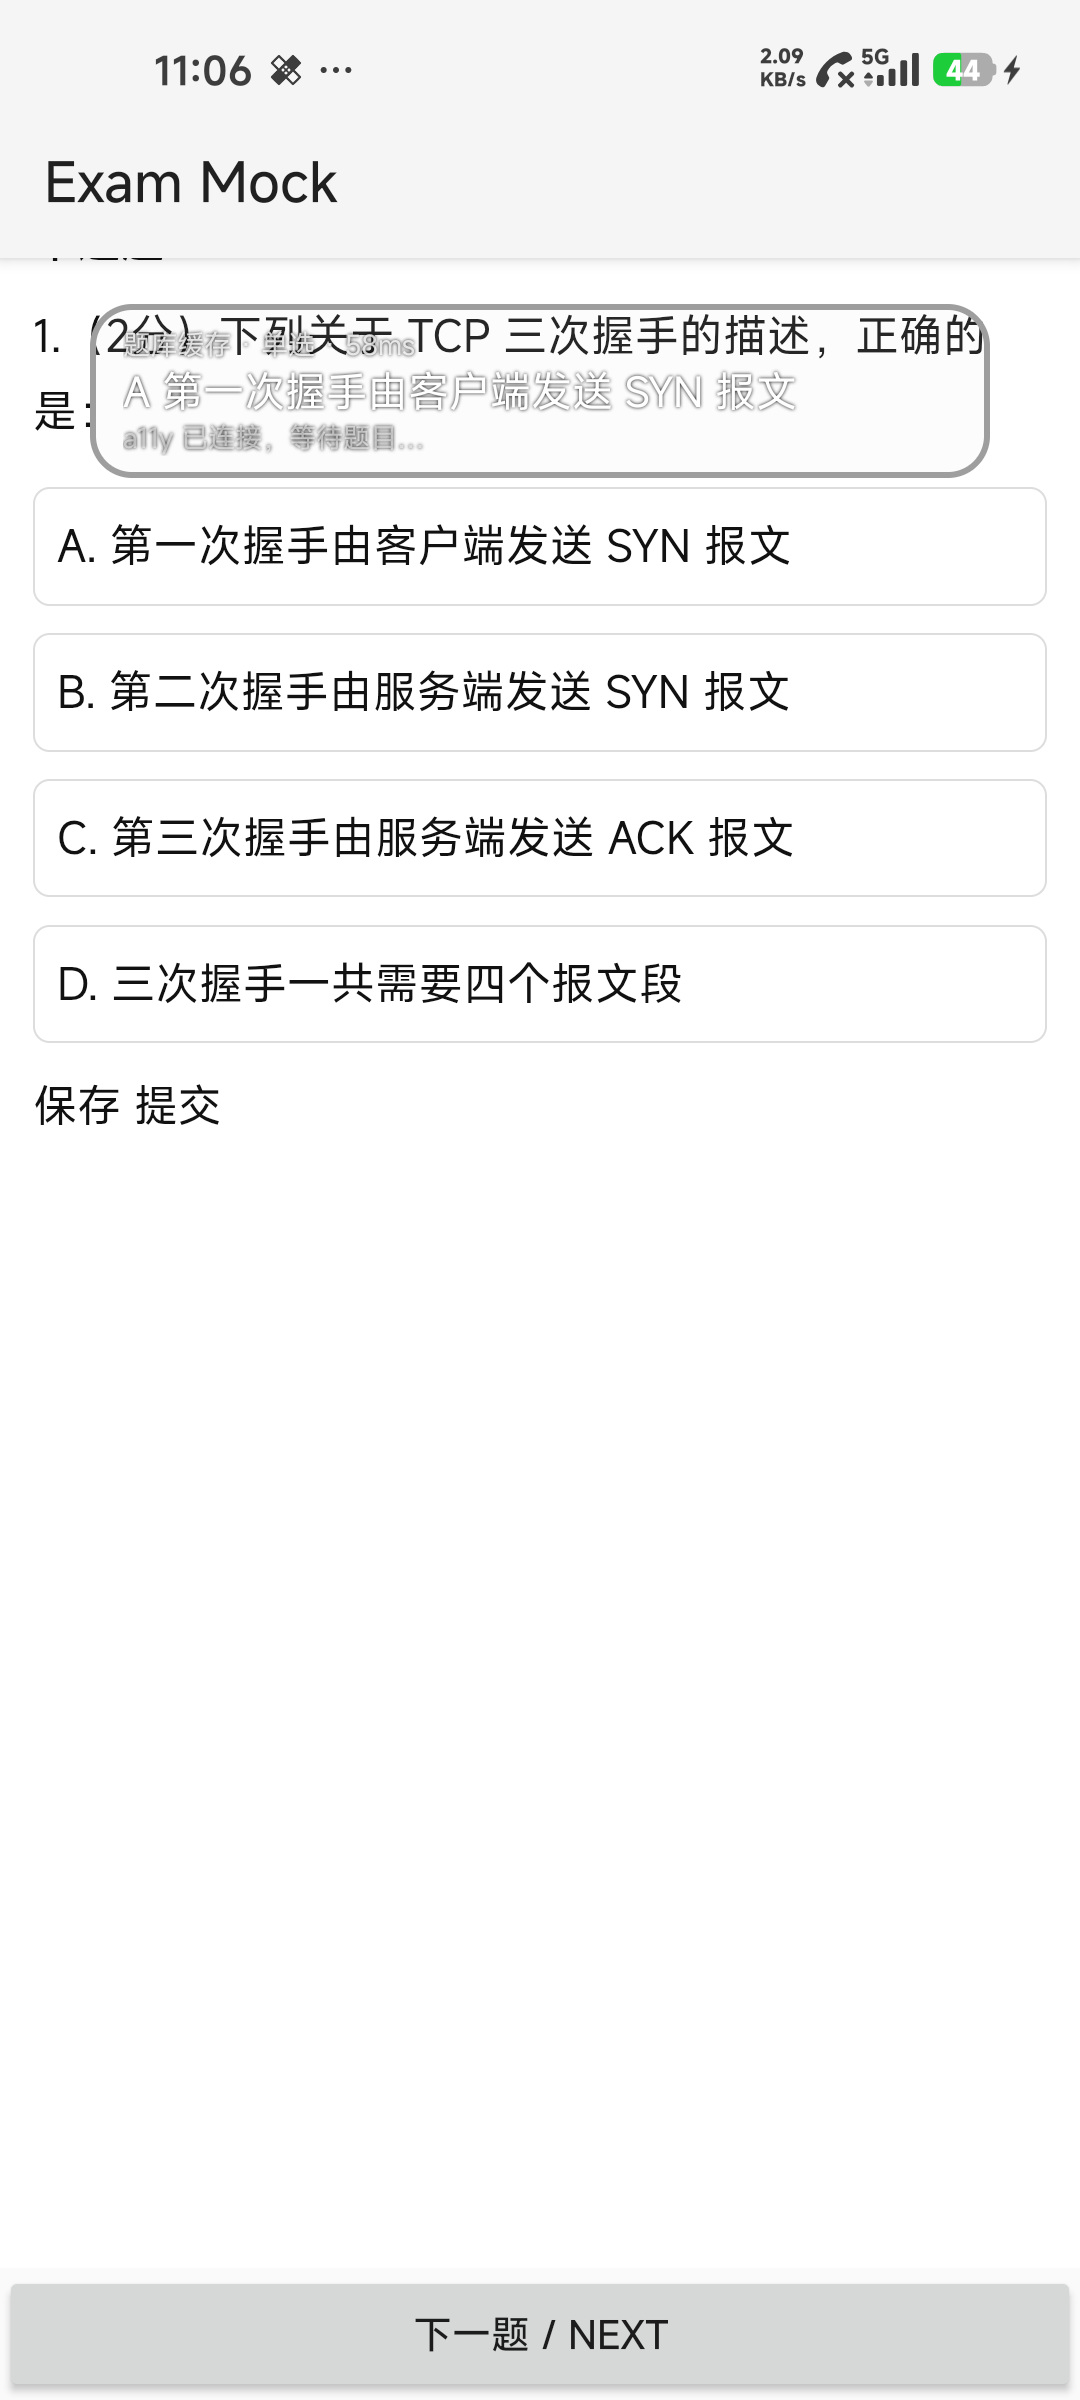 11:06 ...
2.09 KB/s 5G 44
Exam Mock
1. (2分) 下列关于 TCP 三次握手的描述，正确的
是:
题库缓存 · 单选 · 58ms
A 第一次握手由客户端发送 SYN 报文
a11y 已连接，等待题目...
A. 第一次握手由客户端发送 SYN 报文
B. 第二次握手由服务端发送 SYN 报文
C. 第三次握手由服务端发送 ACK 报文
D. 三次握手一共需要四个报文段
保存 提交
下一题 / NEXT